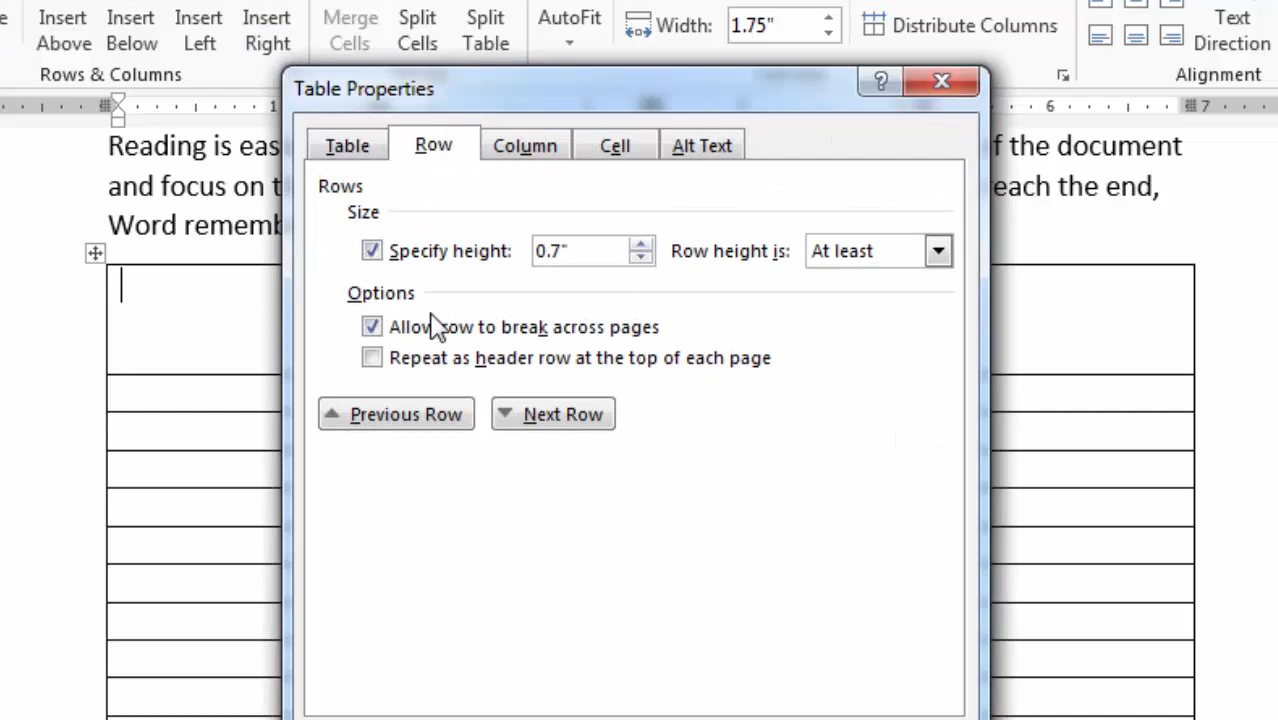 Insert Above
Insert Below
Insert Left
Insert Right
Merge Cells
Split Cells
Split Table
AutoFit
Width:
1.75"
Distribute Columns
Text Direction
Rows & Columns
Alignment
Table Properties
?
1
6
7
Reading is eas
f the document
and focus on t
reach the end,
Word rememb
Table
Row
Column
Cell
Alt Text
Rows
Size
Specify height:
0.7"
Row height is:
At least
Options
Allow row to break across pages
Repeat as header row at the top of each page
Previous Row
Next Row